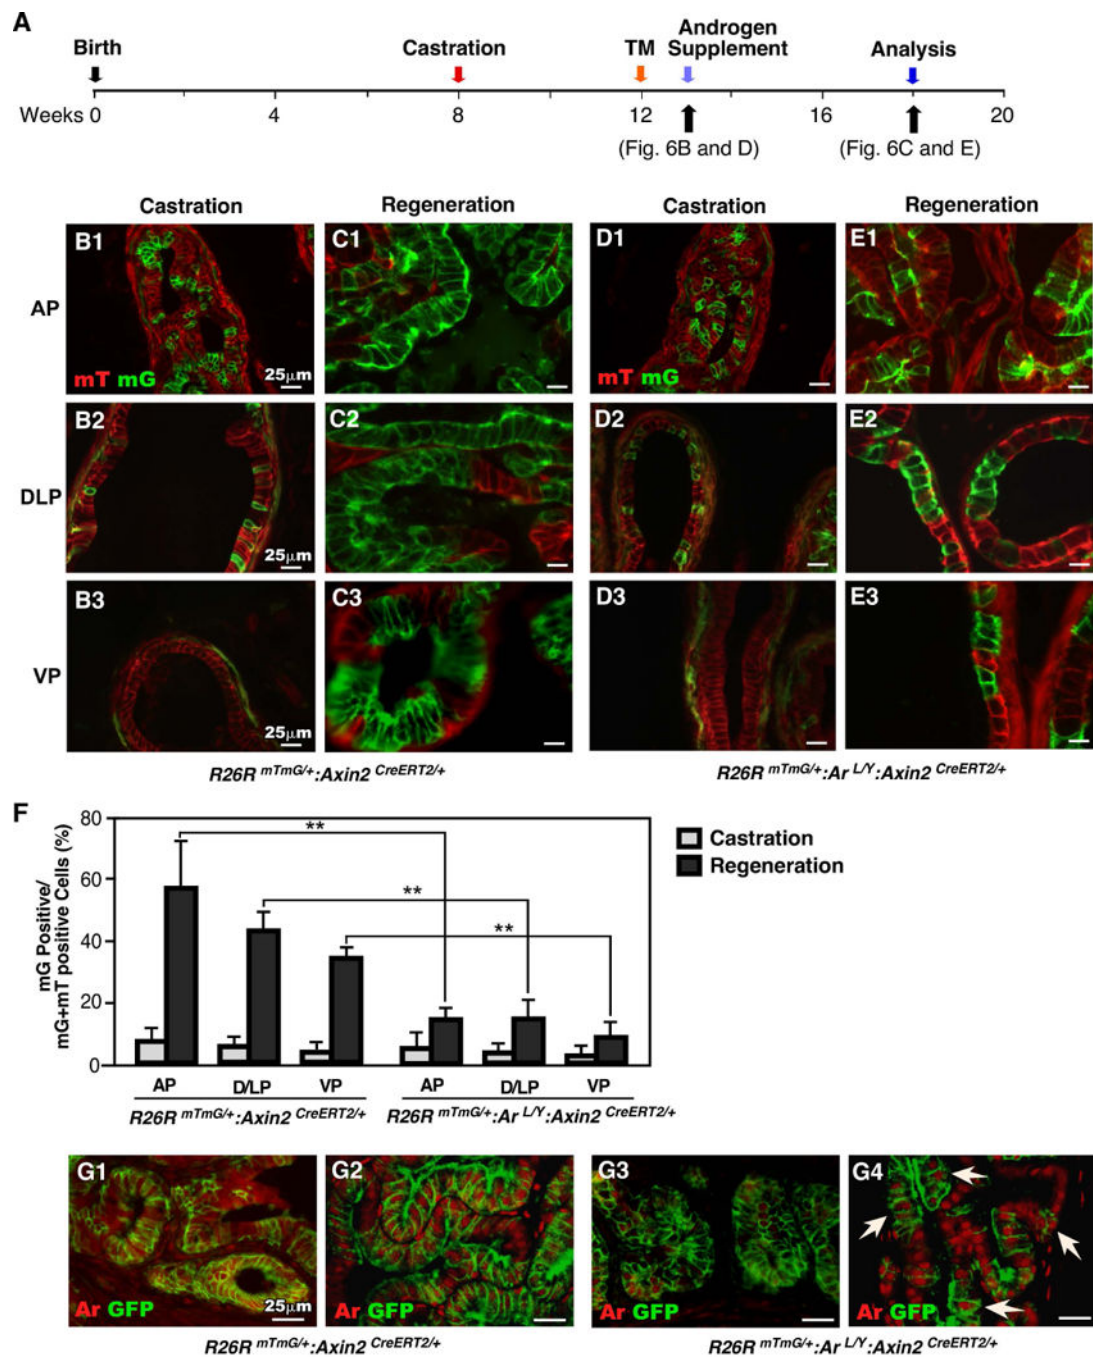 A
Birth
Castration
TM
Androgen
Supplement
Analysis
Weeks 0 4 8 12 16 20
(Fig. 6B and D)
(Fig. 6C and E)
Castration Regeneration Castration Regeneration
B1
C1
D1
E1
AP
mT mG
25μm
mT mG
B2
C2
D2
E2
DLP
25μm
B3
C3
D3
E3
VP
25μm
R26R mTmG/+:Axin2 CreERT2/+
R26R mTmG/+:Ar L/Y:Axin2 CreERT2/+
F
mG Positive/
mG+mT positive Cells (%)
80
60
40
20
0
**
**
**
Castration
Regeneration
AP D/LP VP AP D/LP VP
R26R mTmG/+:Axin2 CreERT2/+
R26R mTmG/+:Ar L/Y:Axin2 CreERT2/+
G1
G2
G3
G4
Ar GFP
25μm
Ar GFP
Ar GFP
Ar GFP
R26R mTmG/+:Axin2 CreERT2/+
R26R mTmG/+:Ar L/Y:Axin2 CreERT2/+